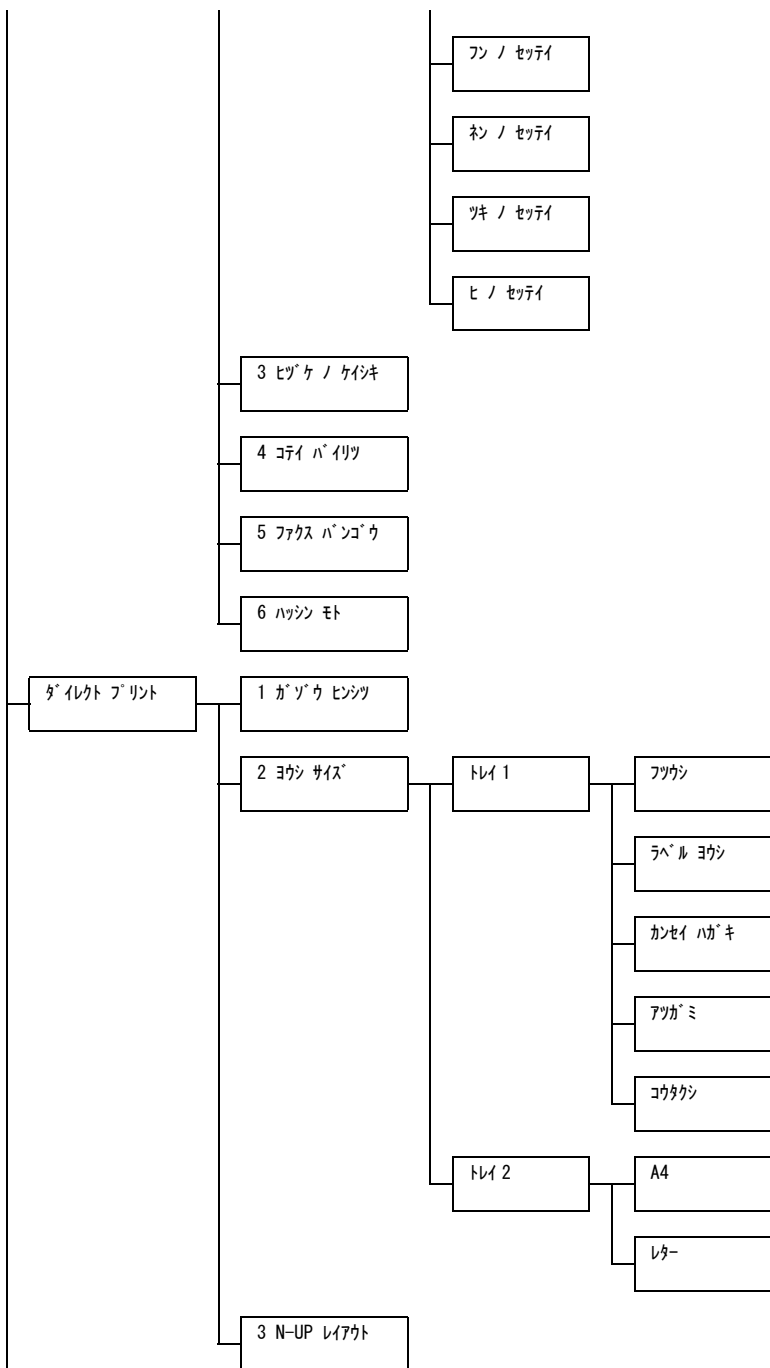 ﾌﾝ ﾉ ｾｯﾃｲ
ﾈﾝ ﾉ ｾｯﾃｲ
ﾂｷ ﾉ ｾｯﾃｲ
ﾋ ﾉ ｾｯﾃｲ
3 ﾋﾂﾞｹ ﾉ ｹｲｼｷ
4 ｺﾃｲ ﾊﾞｲﾘﾂ
5 ﾌｧｸｽ ﾊﾞﾝｺﾞｳ
6 ﾊｯｼﾝ ﾓﾄ
ﾀﾞｲﾚｸﾄ ﾌﾟﾘﾝﾄ
1 ｶﾞｿﾞｳ ﾋﾝｼﾂ
2 ﾖｳｼ ｻｲｽﾞ
ﾄﾚｲ 1
ﾌﾂｳｼ
ﾗﾍﾞﾙ ﾖｳｼ
ｶﾝｾｲ ﾊｶﾞｷ
ｱﾂｶﾞﾐ
ｺｳﾀｸｼ
ﾄﾚｲ 2
A4
ﾚﾀｰ
3 N-UP ﾚｲｱｳﾄ